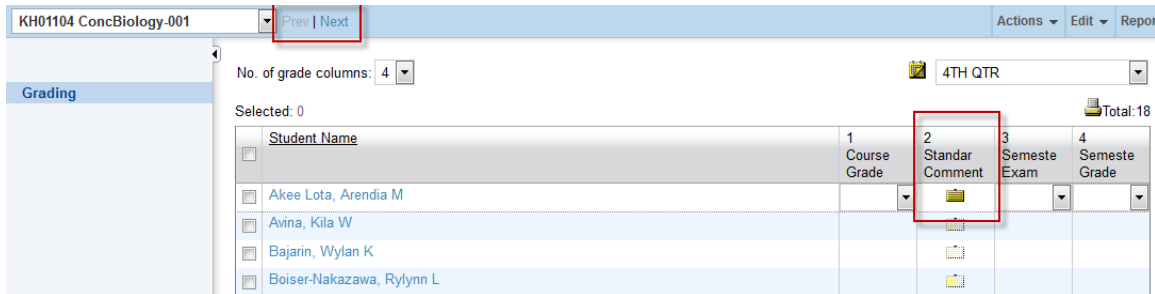 KH01104 ConcBiology-001 Prev | Next Actions Edit Repor
No. of grade columns: 4 4TH QTR
Grading
Selected: 0 Total:18
Student Name 1 Course Grade 2 Standar Comment 3 Semeste Exam 4 Semeste Grade
Akee Lota, Arendia M
Avina, Kila W
Bajarin, Wylan K
Boiser-Nakazawa, Rylynn L